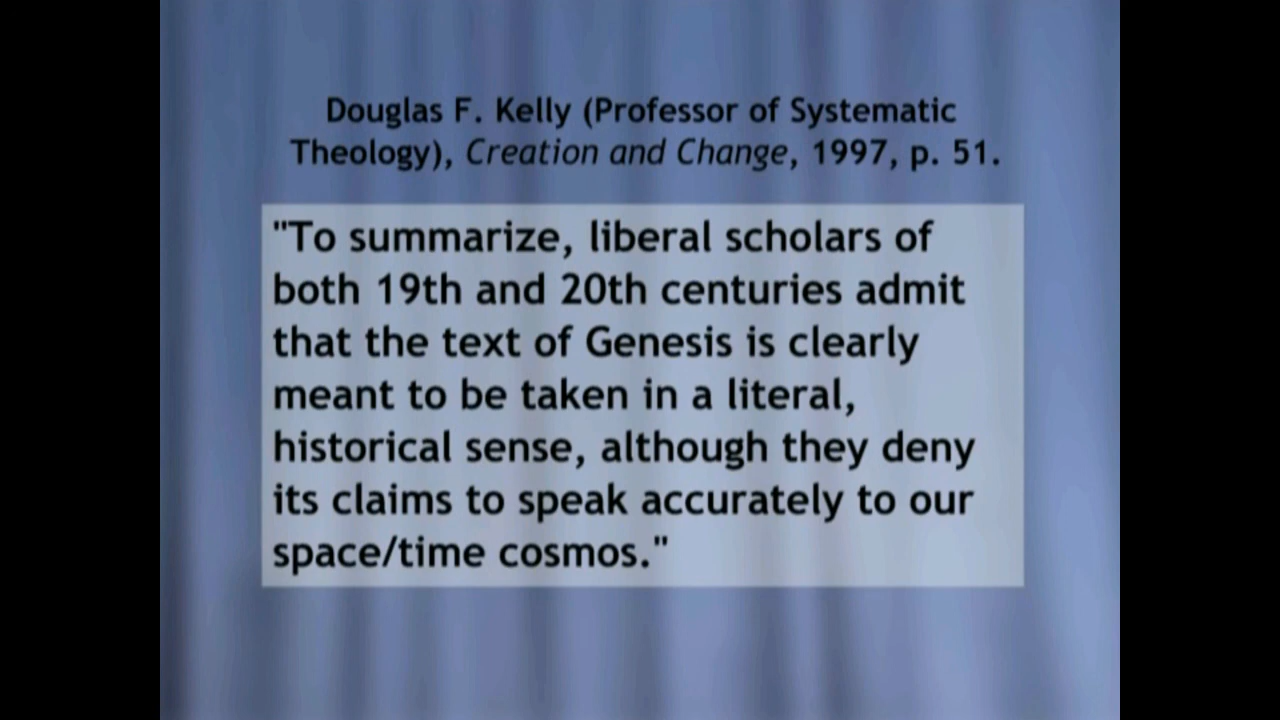 Douglas F. Kelly (Professor of Systematic
Theology), Creation and Change, 1997, p. 51.
"To summarize, liberal scholars of
both 19th and 20th centuries admit
that the text of Genesis is clearly
meant to be taken in a literal,
historical sense, although they deny
its claims to speak accurately to our
space/time cosmos."